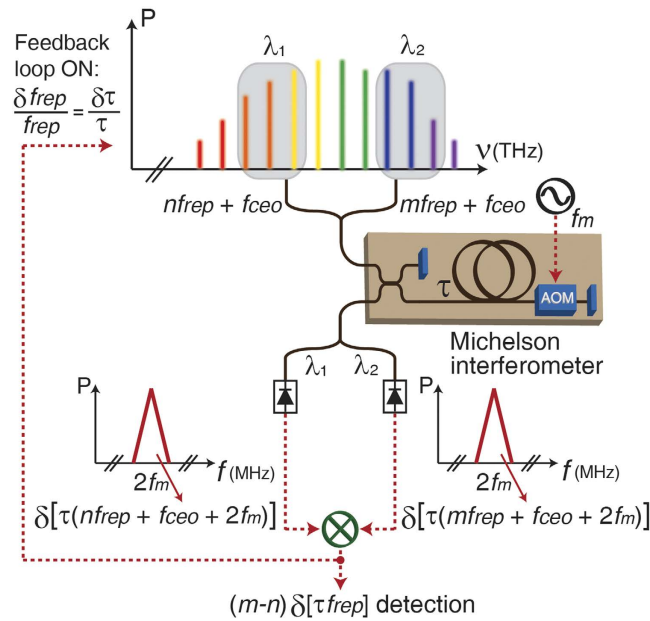 P
Feedback
loop ON:
δfrep/frep = δτ/τ
λ1
λ2
ν(THz)
nfrep + fceo
mfrep + fceo
fm
τ
AOM
Michelson
interferometer
λ1
λ2
P
P
f(MHz)
f(MHz)
2fm
2fm
δ[τ(nfrep + fceo + 2fm)]
δ[τ(mfrep + fceo + 2fm)]
(m-n) δ[τfrep] detection